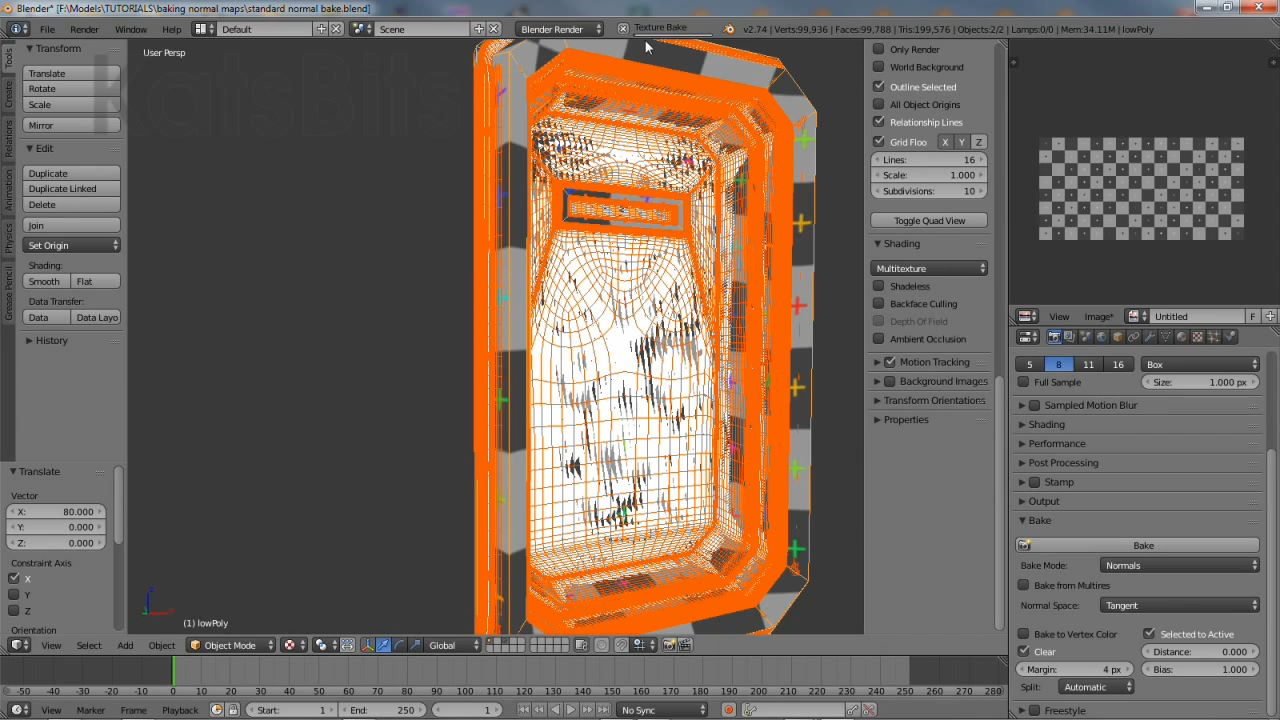 Blender* [F:\Models\TUTORIALS\baking normal maps\standard normal bake.blend]
File Render Window Help Default Scene Blender Render Texture Bake v2.74 | Verts:99,936 | Faces:99,788 | Tris:199,576 | Objects:2/2 | Lamps:0/0 | Mem:34.11M | lowPoly
Tools
Create
Relations
Animation
Physics
Grease Pencil
Transform
Translate
Rotate
Scale
Mirror
Edit
Duplicate
Duplicate Linked
Delete
Join
Set Origin
Shading:
Smooth Flat
Data Transfer:
Data Data Layo
History
Translate
Vector
X: 80.000
Y: 0.000
Z: 0.000
Constraint Axis
X
Y
Z
Orientation
User Persp
KatsBits
(1) lowPoly
Only Render
World Background
Outline Selected
All Object Origins
Relationship Lines
Grid Floo X Y Z
Lines: 16
Scale: 1.000
Subdivisions: 10
Toggle Quad View
Shading
Multitexture
Shadeless
Backface Culling
Depth Of Field
Ambient Occlusion
Motion Tracking
Background Images
Transform Orientations
Properties
View Image* Untitled F
5 8 11 16 Box
Full Sample Size: 1.000 px
Sampled Motion Blur
Shading
Performance
Post Processing
Stamp
Output
Bake
Bake
Bake Mode: Normals
Bake from Multires
Normal Space: Tangent
Bake to Vertex Color Selected to Active
Clear Distance: 0.000
Margin: 4 px Bias: 1.000
Split: Automatic
Freestyle
View Select Add Object Object Mode Global
-50 -40 -30 -20 -10 0 10 20 30 40 50 60 70 80 90 100 110 120 130 140 150 160 170 180 190 200 210 220 230 240 250 260 270 280
View Marker Frame Playback Start: 1 End: 250 1 No Sync